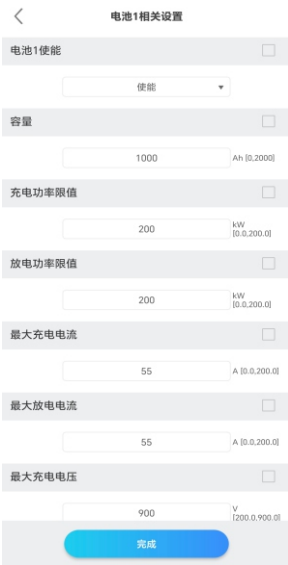 电池1相关设置
电池1使能
使能
容量
1000 Ah [0,2000]
充电功率限值
200 kW
[0.0,200.0]
放电功率限值
200 kW
[0.0,200.0]
最大充电电流
55 A [0.0,200.0]
最大放电电流
55 A [0.0,200.0]
最大充电电压
900 V
[200.0,900.0]
完成